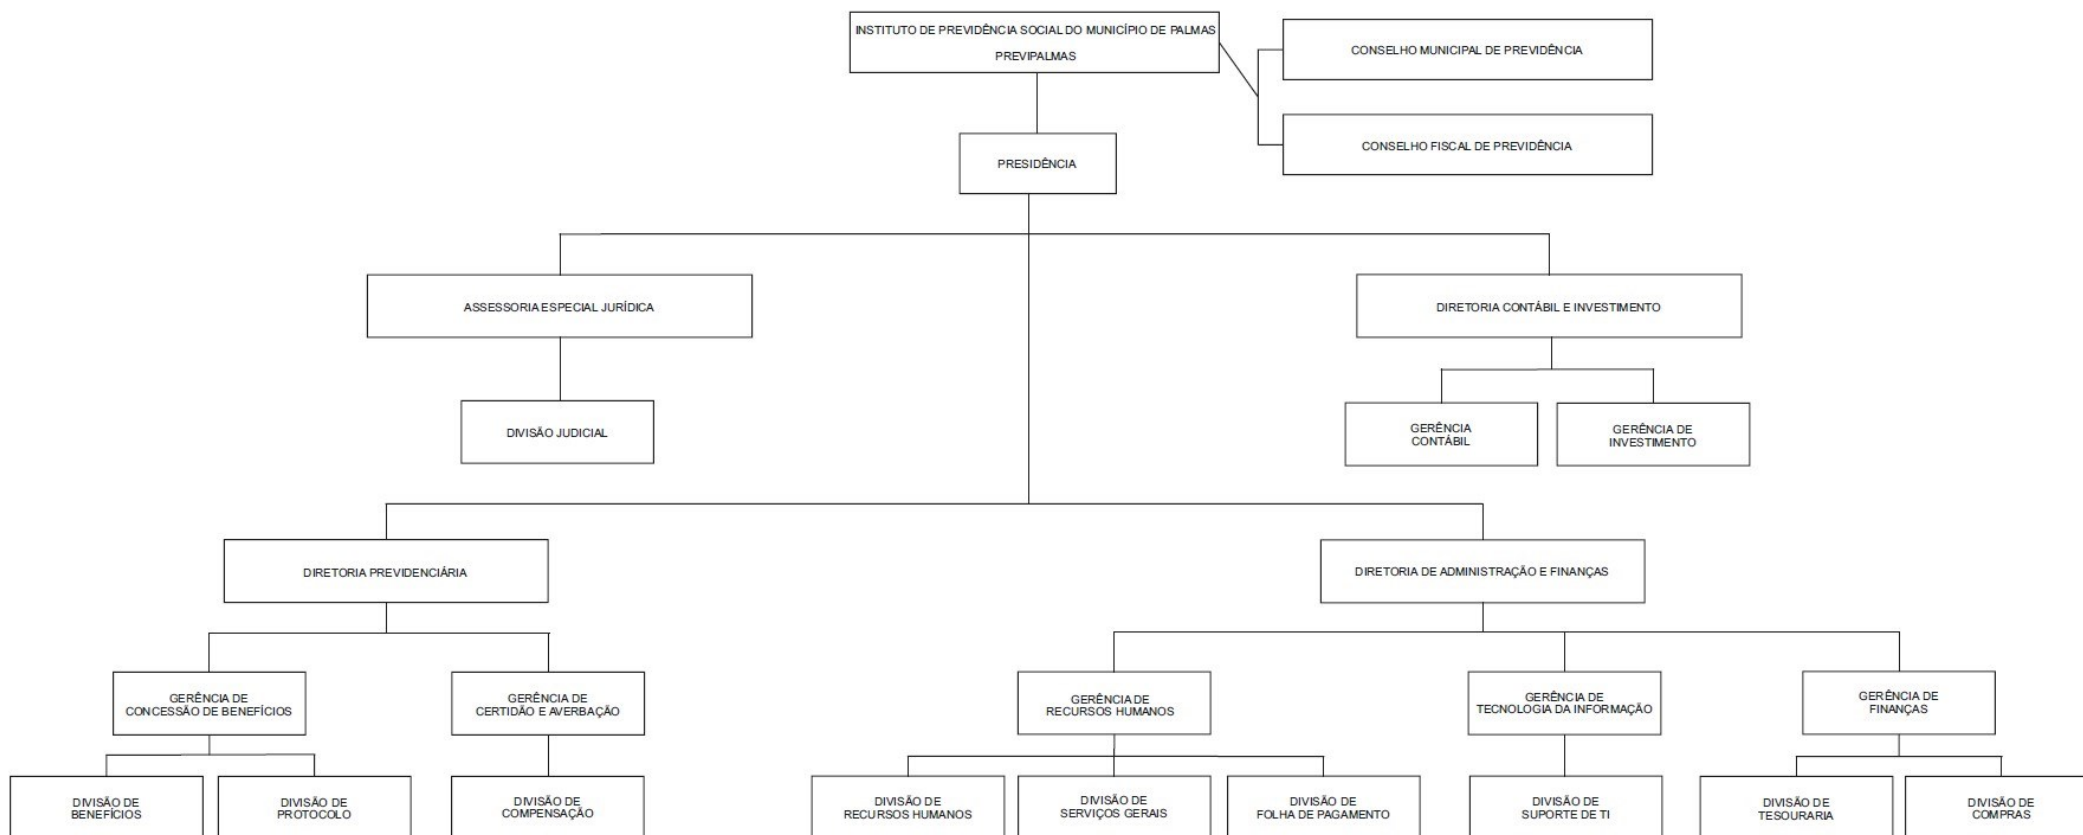 INSTITUTO DE PREVIDÊNCIA SOCIAL DO MUNICÍPIO DE PALMAS
PREVIPALMAS
CONSELHO MUNICIPAL DE PREVIDÊNCIA
CONSELHO FISCAL DE PREVIDÊNCIA
PRESIDÊNCIA
ASSESSORIA ESPECIAL JURÍDICA
DIRETORIA CONTÁBIL E INVESTIMENTO
DIVISÃO JUDICIAL
GERÊNCIA
CONTÁBIL
GERÊNCIA DE
INVESTIMENTO
DIRETORIA PREVIDENCIÁRIA
DIRETORIA DE ADMINISTRAÇÃO E FINANÇAS
GERÊNCIA DE
CONCESSÃO DE BENEFÍCIOS
GERÊNCIA DE
CERTIDÃO E AVERBAÇÃO
GERÊNCIA DE
RECURSOS HUMANOS
GERÊNCIA DE
TECNOLOGIA DA INFORMAÇÃO
GERÊNCIA DE
FINANÇAS
DIVISÃO DE
BENEFÍCIOS
DIVISÃO DE
PROTOCOLO
DIVISÃO DE
COMPENSAÇÃO
DIVISÃO DE
RECURSOS HUMANOS
DIVISÃO DE
SERVIÇOS GERAIS
DIVISÃO DE
FOLHA DE PAGAMENTO
DIVISÃO DE
SUPORTE DE TI
DIVISÃO DE
TESOURARIA
DIVISÃO DE
COMPRAS